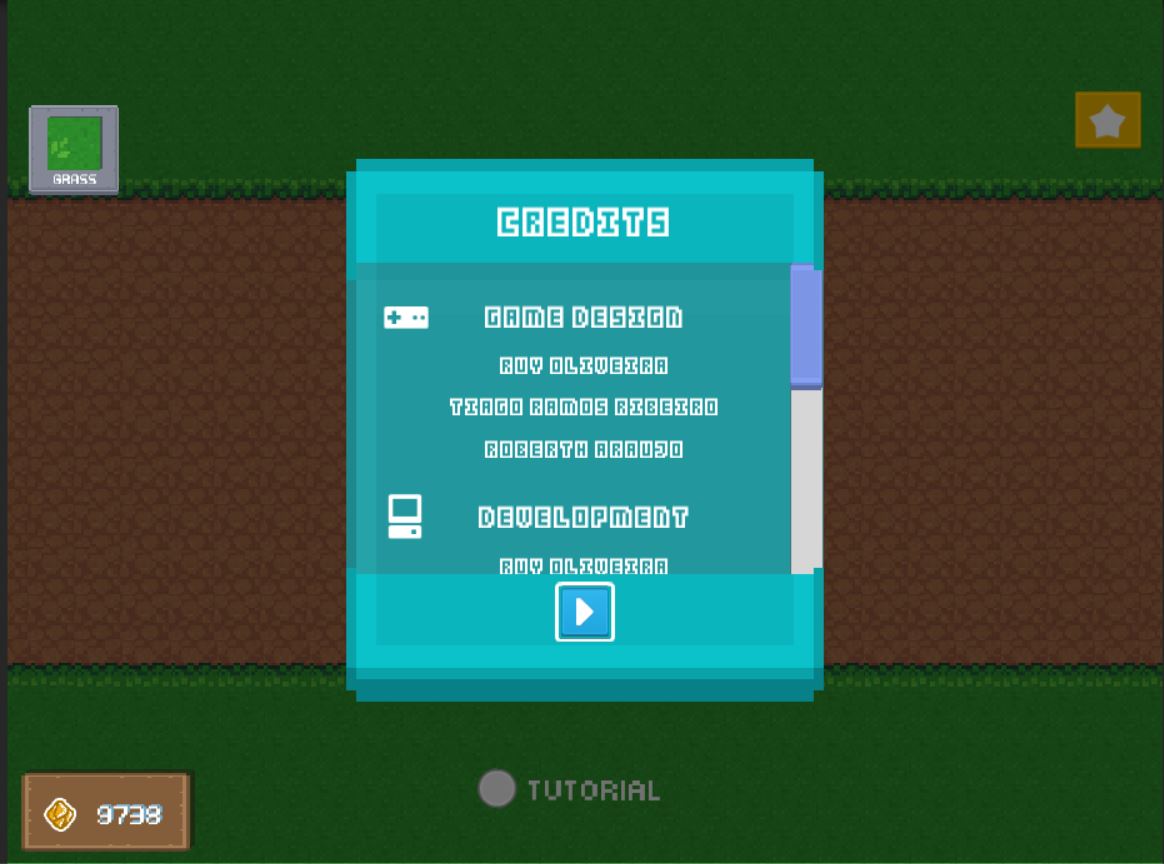 GRASS
CREDITS
GAME DESIGN
RUY OLIVEIRA
TIAGO RAMOS RIBEIRO
ROBERTH ARAUJO
DEVELOPMENT
RUY OLIVEIRA
TUTORIAL
9738